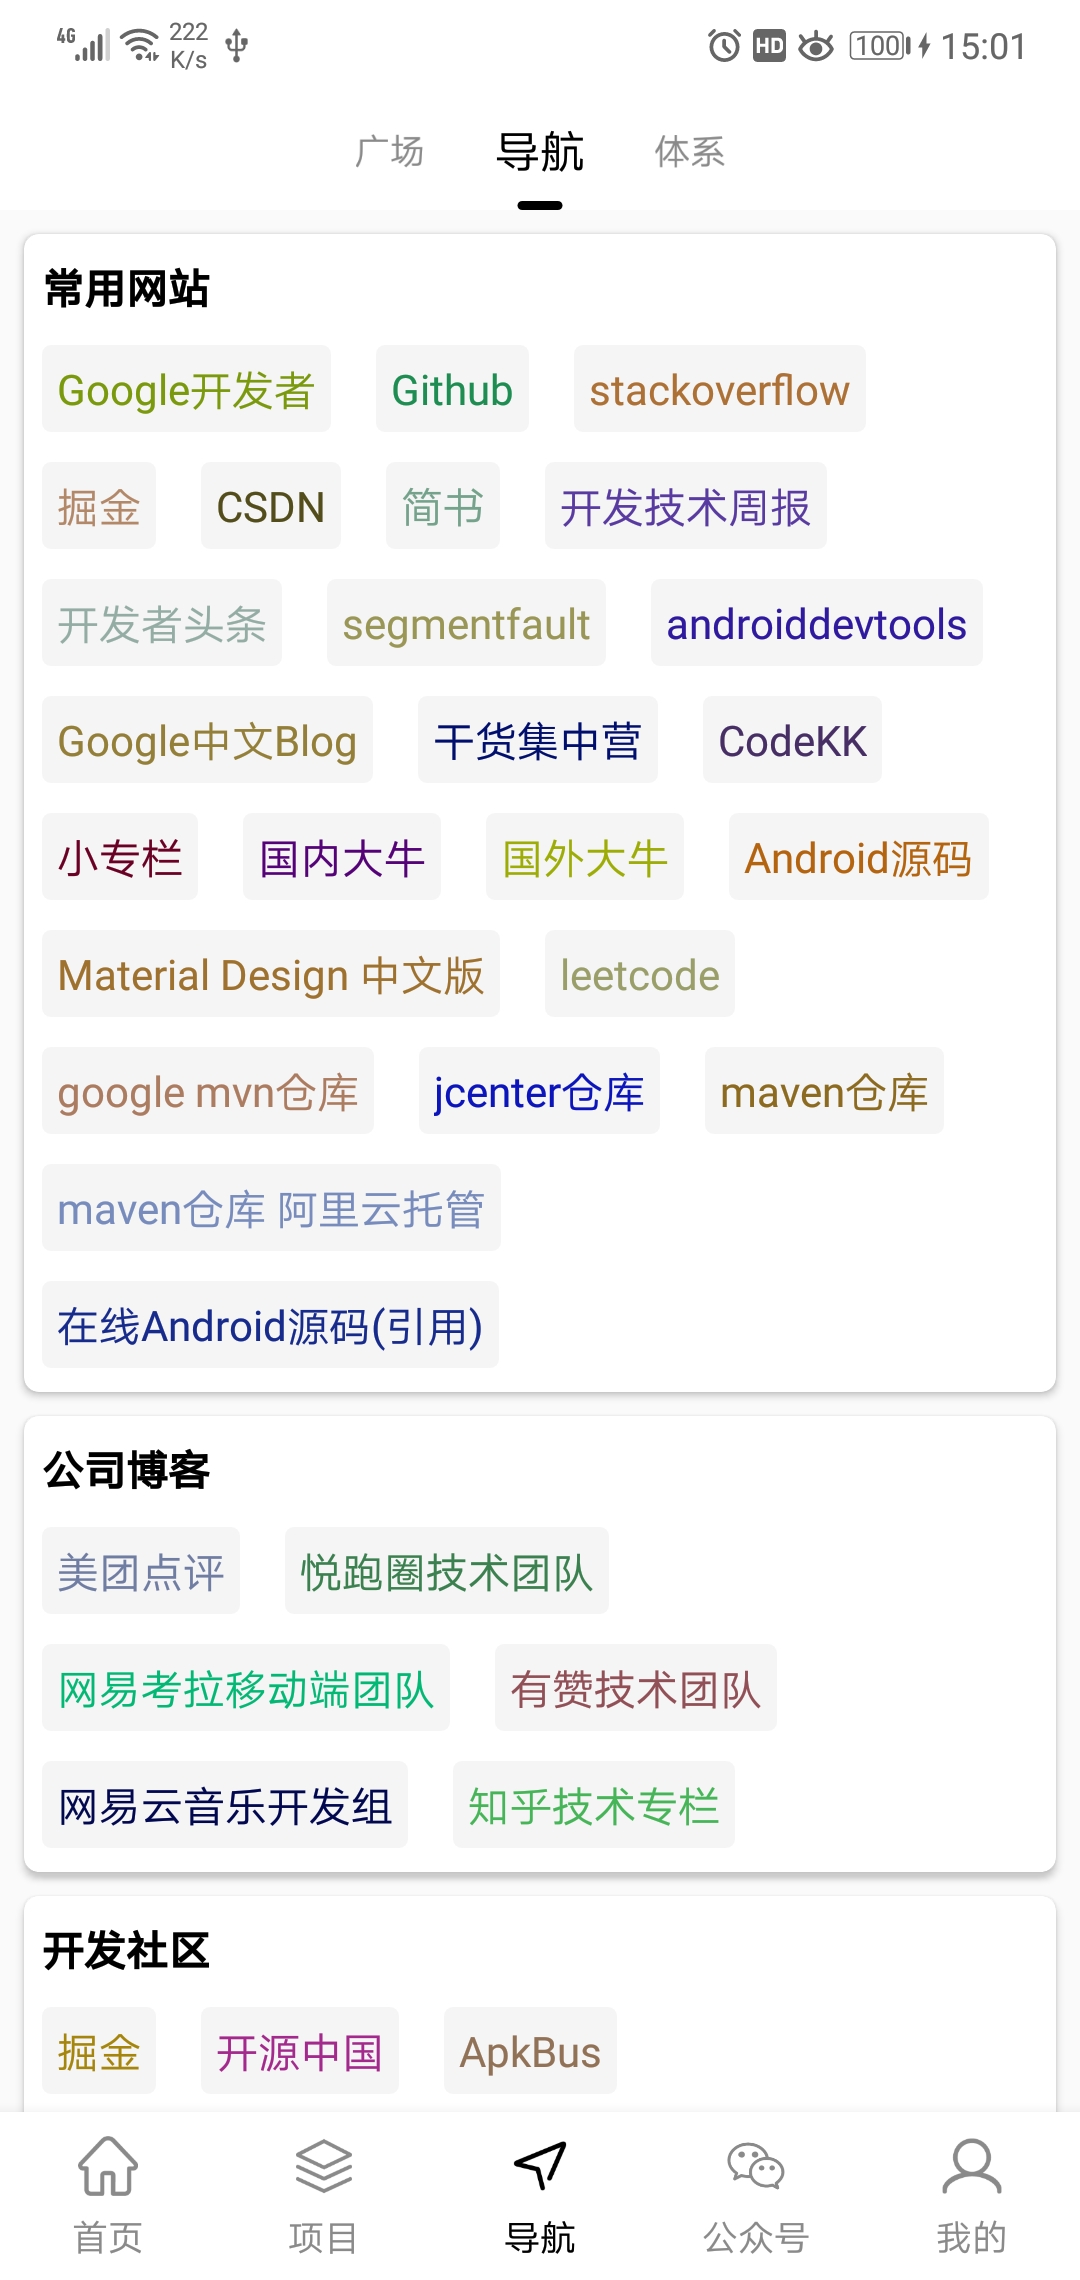 4G 222 K/s HD 100 15:01
广场 导航 体系
常用网站
Google开发者 Github stackoverflow
掘金 CSDN 简书 开发技术周报
开发者头条 segmentfault androiddevtools
Google中文Blog 干货集中营 CodeKK
小专栏 国内大牛 国外大牛 Android源码
Material Design 中文版 leetcode
google mvn仓库 jcenter仓库 maven仓库
maven仓库 阿里云托管
在线Android源码(引用)
公司博客
美团点评 悦跑圈技术团队
网易考拉移动端团队 有赞技术团队
网易云音乐开发组 知乎技术专栏
开发社区
掘金 开源中国 ApkBus
首页 项目 导航 公众号 我的